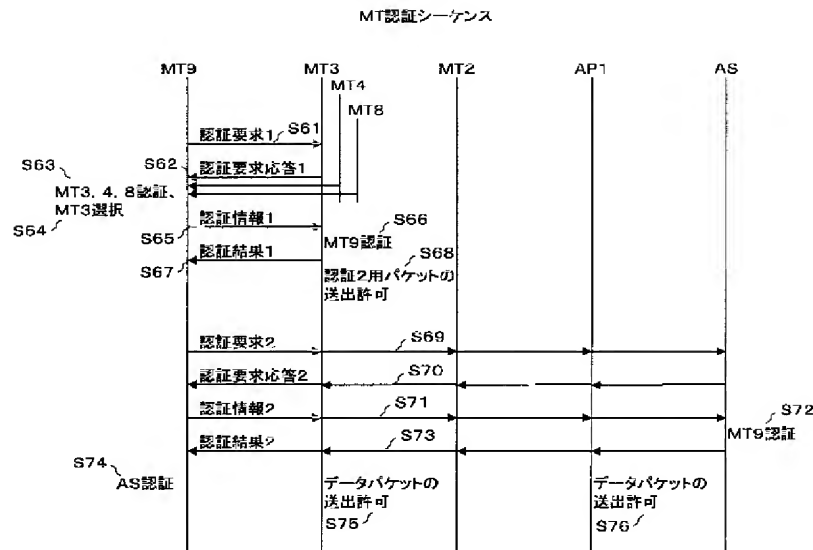 MT認証シーケンス
MT9 MT3 MT2 AP1 AS
MT4
MT8
認証要求1 S61
S63 S62 認証要求応答1
MT3, 4, 8認証、
MT3選択
S64 S65 認証情報1 S66
MT9認証
S67 認証結果1 S68
認証2用パケットの
送出許可
認証要求2 S69
認証要求応答2 S70
認証情報2 S71 S72
MT9認証
認証結果2 S73
S74
AS認証
データパケットの データパケットの
送出許可 送出許可
S75 S76